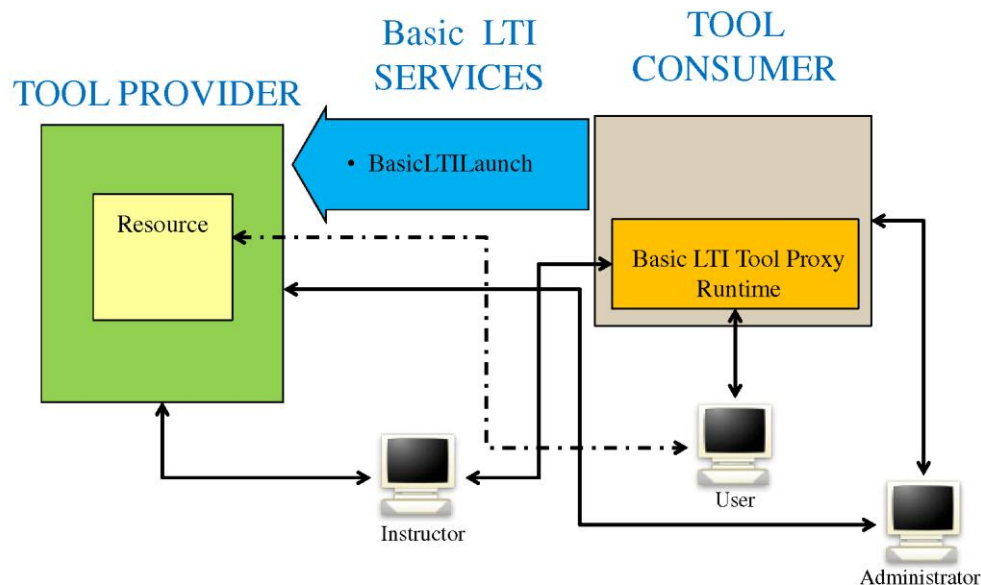 TOOL PROVIDER
Basic LTI
SERVICES
TOOL
CONSUMER
• BasicLTILaunch
Resource
Basic LTI Tool Proxy
Runtime
Instructor
User
Administrator